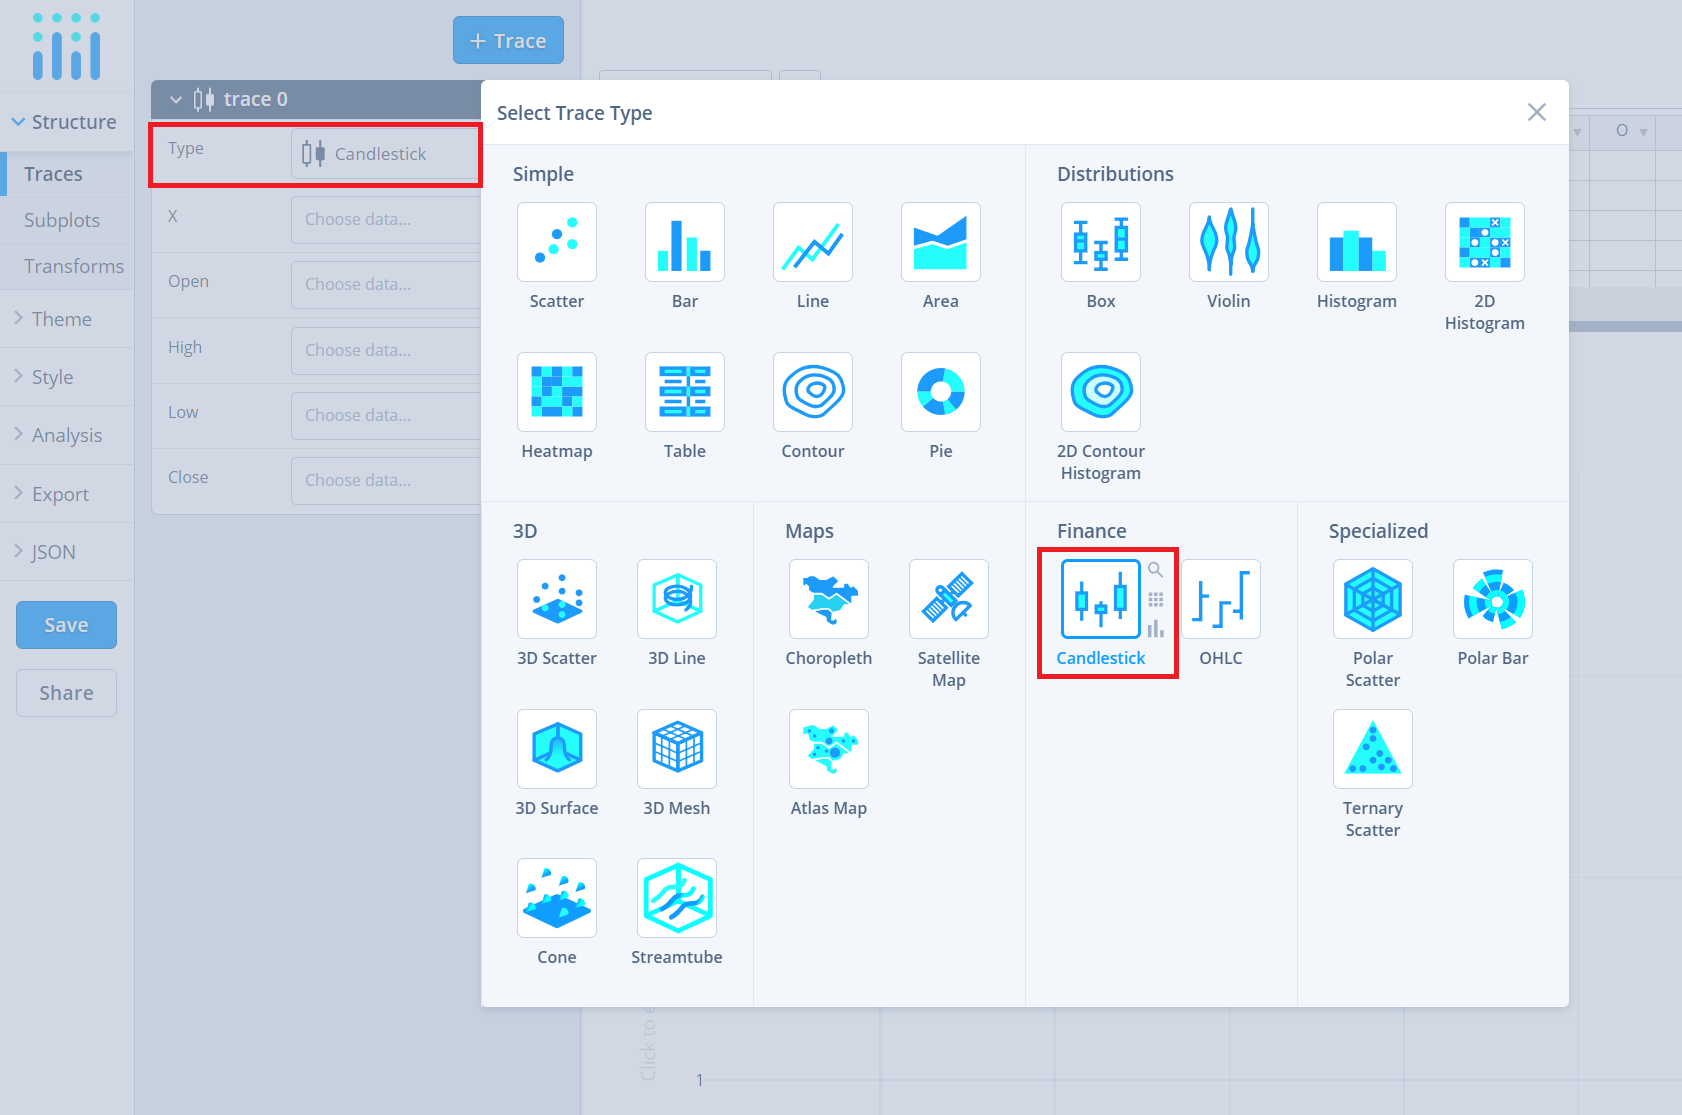 Trace
trace 0
Structure
Traces
Subplots
Transforms
Theme
Style
Analysis
Export
JSON
Save
Share
Type
Candlestick
X
Choose data...
Open
Choose data...
High
Choose data...
Low
Choose data...
Close
Choose data...
Select Trace Type
Simple
Scatter
Bar
Line
Area
Heatmap
Table
Contour
Pie
Distributions
Box
Violin
Histogram
2D
Histogram
2D Contour
Histogram
3D
3D Scatter
3D Line
3D Surface
3D Mesh
Cone
Streamtube
Maps
Choropleth
Satellite
Map
Atlas Map
Finance
Candlestick
OHLC
Specialized
Polar
Scatter
Polar Bar
Ternary
Scatter
O
Click to e
1